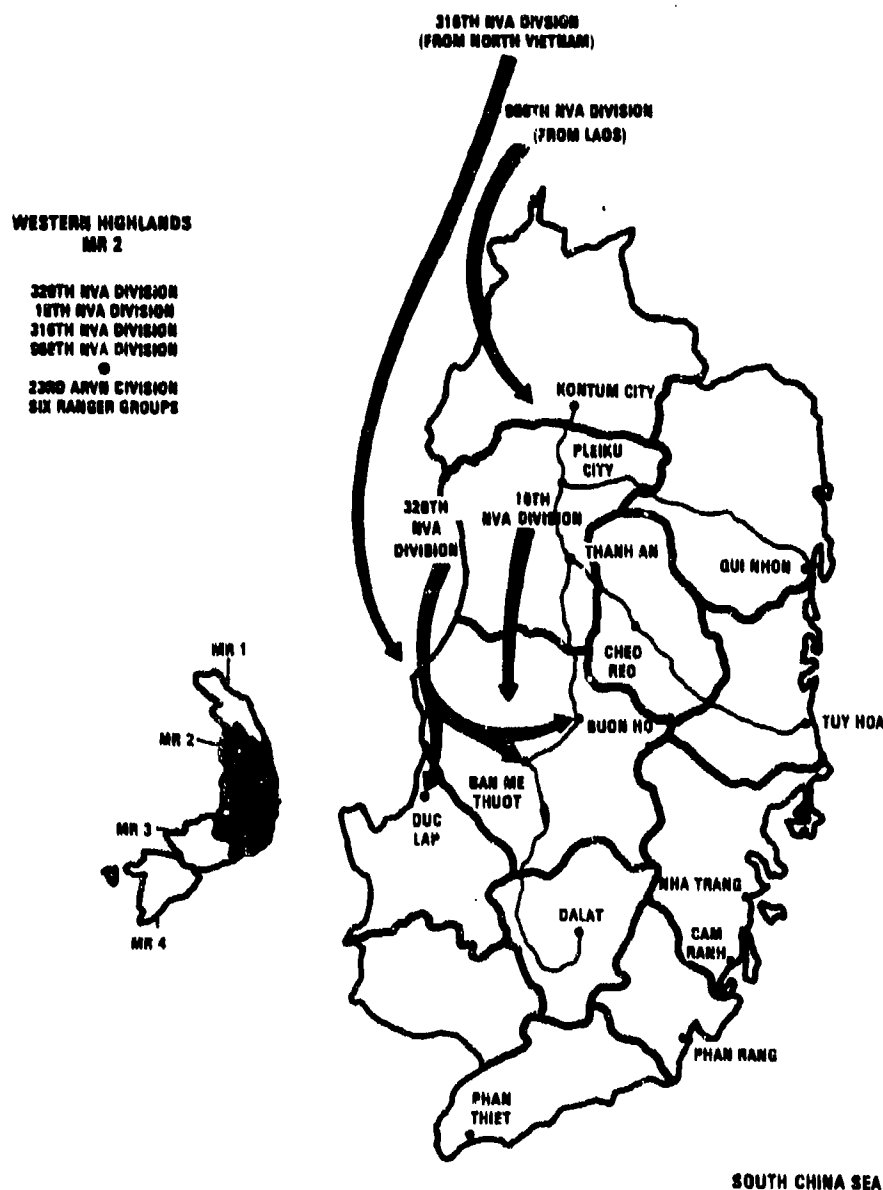 316TH NVA DIVISION
(FROM NORTH VIETNAM)
968TH NVA DIVISION
(FROM LAOS)
WESTERN HIGHLANDS
MR 2
320TH NVA DIVISION
10TH NVA DIVISION
316TH NVA DIVISION
968TH NVA DIVISION
23RD ARVN DIVISION
SIX RANGER GROUPS
KONTUM CITY
PLEIKU
CITY
320TH
NVA
DIVISION
10TH
NVA DIVISION
THANH AN
QUI NHON
CHEO
REO
BUON HO
TUY HOA
BAN ME
THUOT
DUC
LAP
MR 1
MR 2
MR 3
MR 4
NHA TRANG
DALAT
CAM
RANH
PHAN RANG
PHAN
THIET
SOUTH CHINA SEA